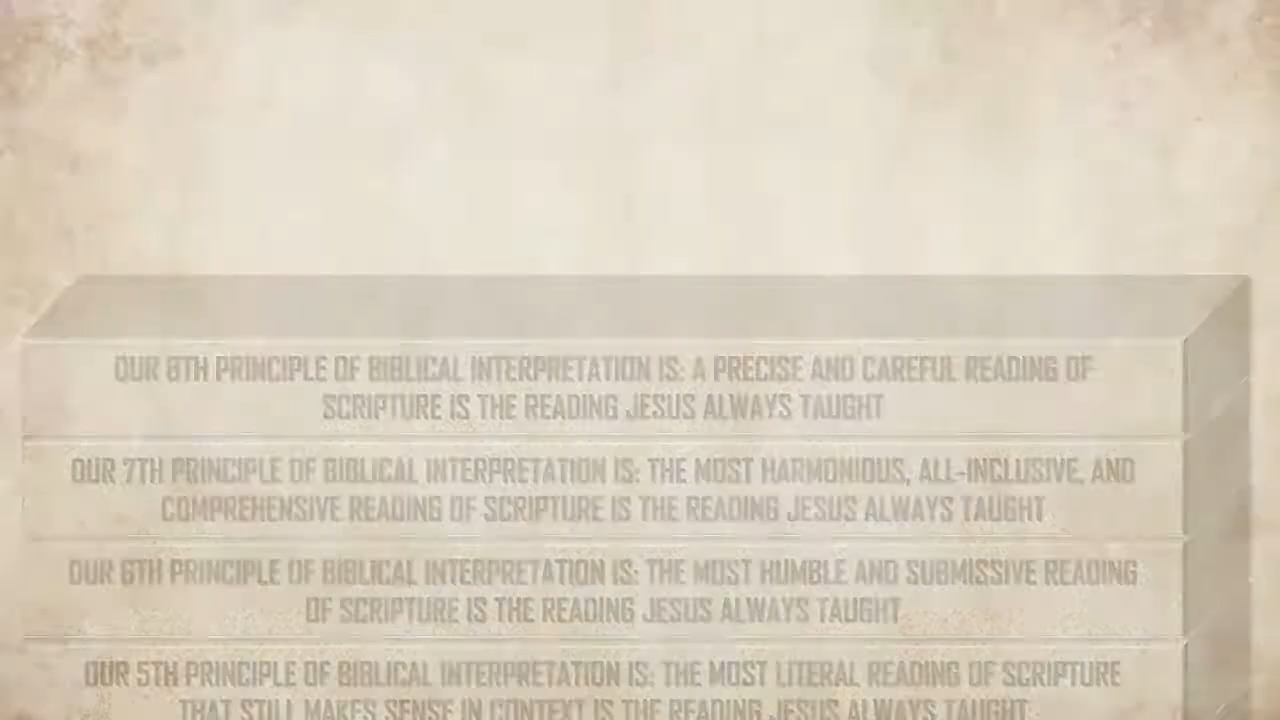 OUR 8TH PRINCIPLE OF BIBLICAL INTERPRETATION IS: A PRECISE AND CAREFUL READING OF
SCRIPTURE IS THE READING JESUS ALWAYS TAUGHT
OUR 7TH PRINCIPLE OF BIBLICAL INTERPRETATION IS: THE MOST HARMONIOUS, ALL-INCLUSIVE, AND
COMPREHENSIVE READING OF SCRIPTURE IS THE READING JESUS ALWAYS TAUGHT
OUR 6TH PRINCIPLE OF BIBLICAL INTERPRETATION IS: THE MOST HUMBLE AND SUBMISSIVE READING
OF SCRIPTURE IS THE READING JESUS ALWAYS TAUGHT
OUR 5TH PRINCIPLE OF BIBLICAL INTERPRETATION IS: THE MOST LITERAL READING OF SCRIPTURE
THAT STILL MAKES SENSE IN CONTEXT IS THE READING JESUS ALWAYS TAUGHT